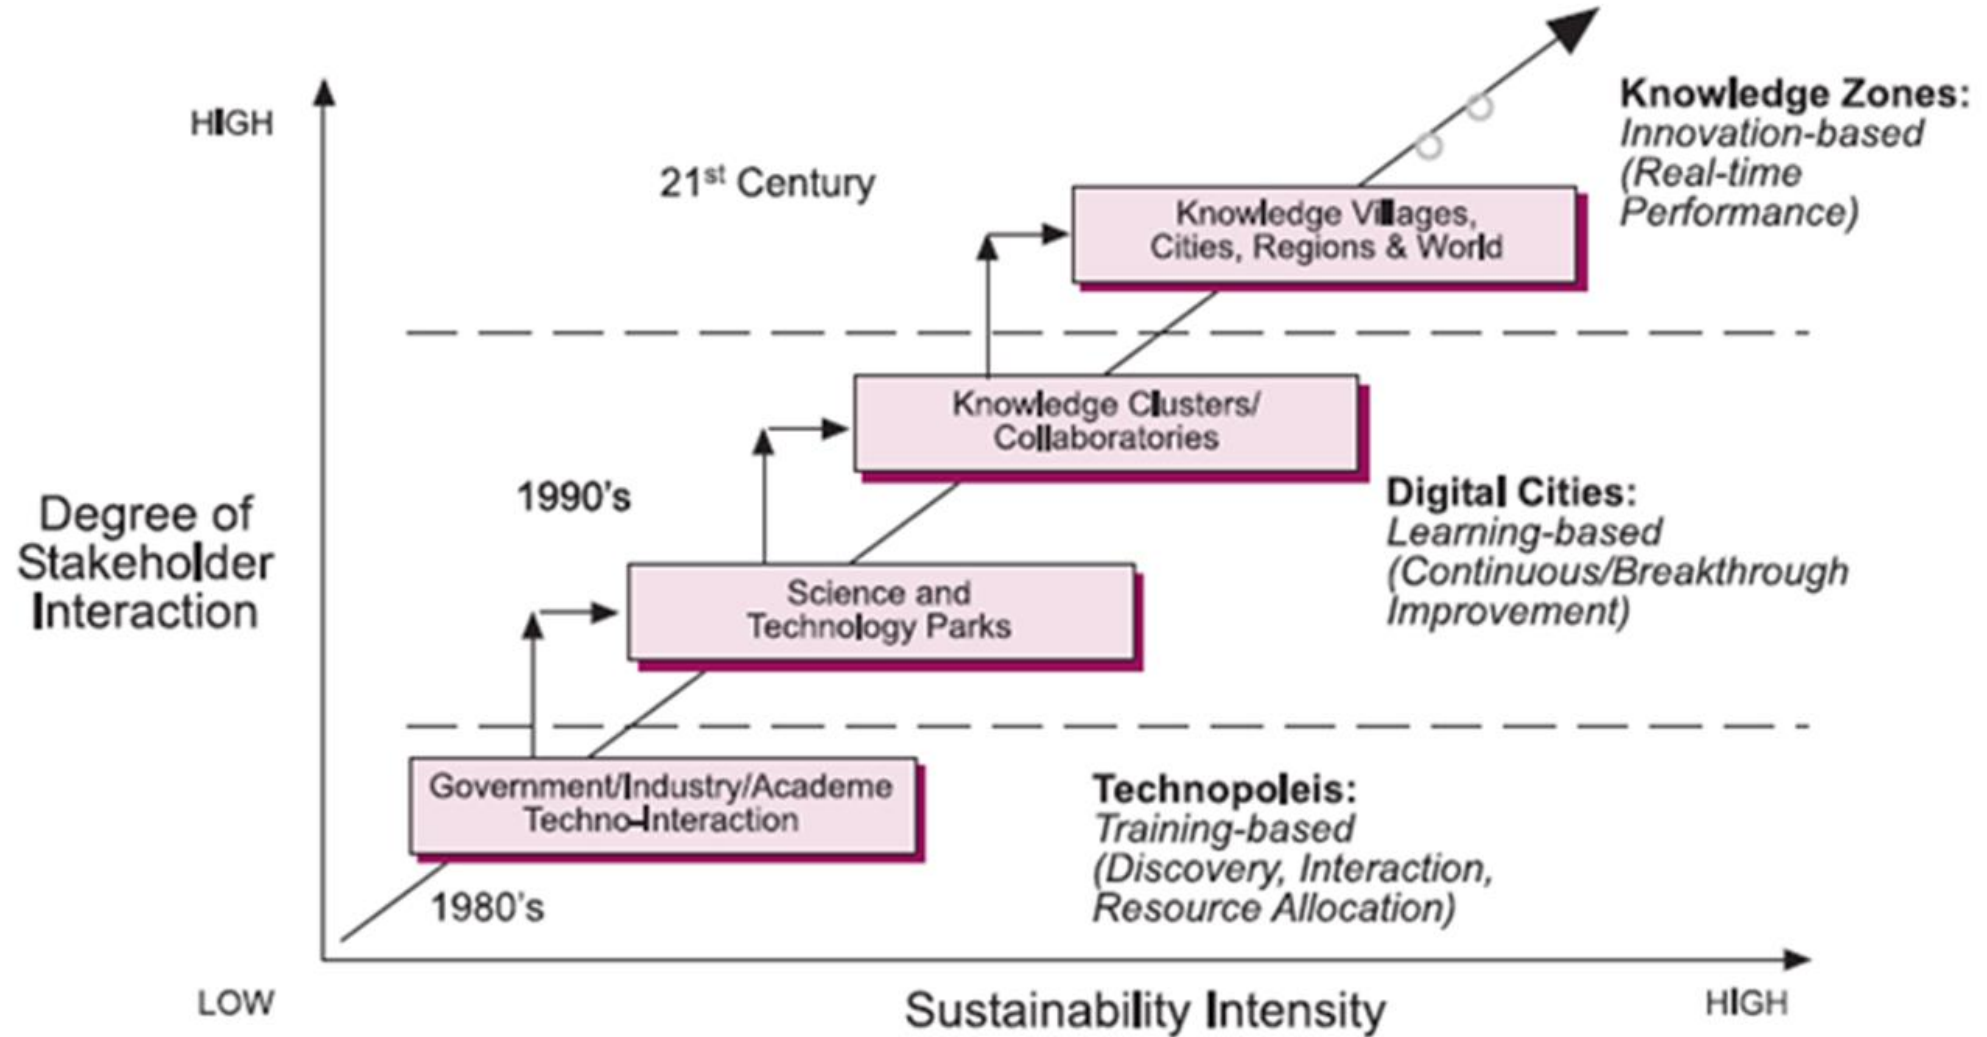 HIGH
21st Century
Knowledge Zones:
Innovation-based
(Real-time
Performance)
Knowledge Villages,
Cities, Regions & World
Knowledge Clusters/
Collaboratories
1990's
Degree of
Stakeholder
Interaction
Digital Cities:
Learning-based
(Continuous/Breakthrough
Improvement)
Science and
Technology Parks
Government/Industry/Academe
Techno-Interaction
Technopoleis:
Training-based
(Discovery, Interaction,
Resource Allocation)
1980's
LOW
Sustainability Intensity
HIGH